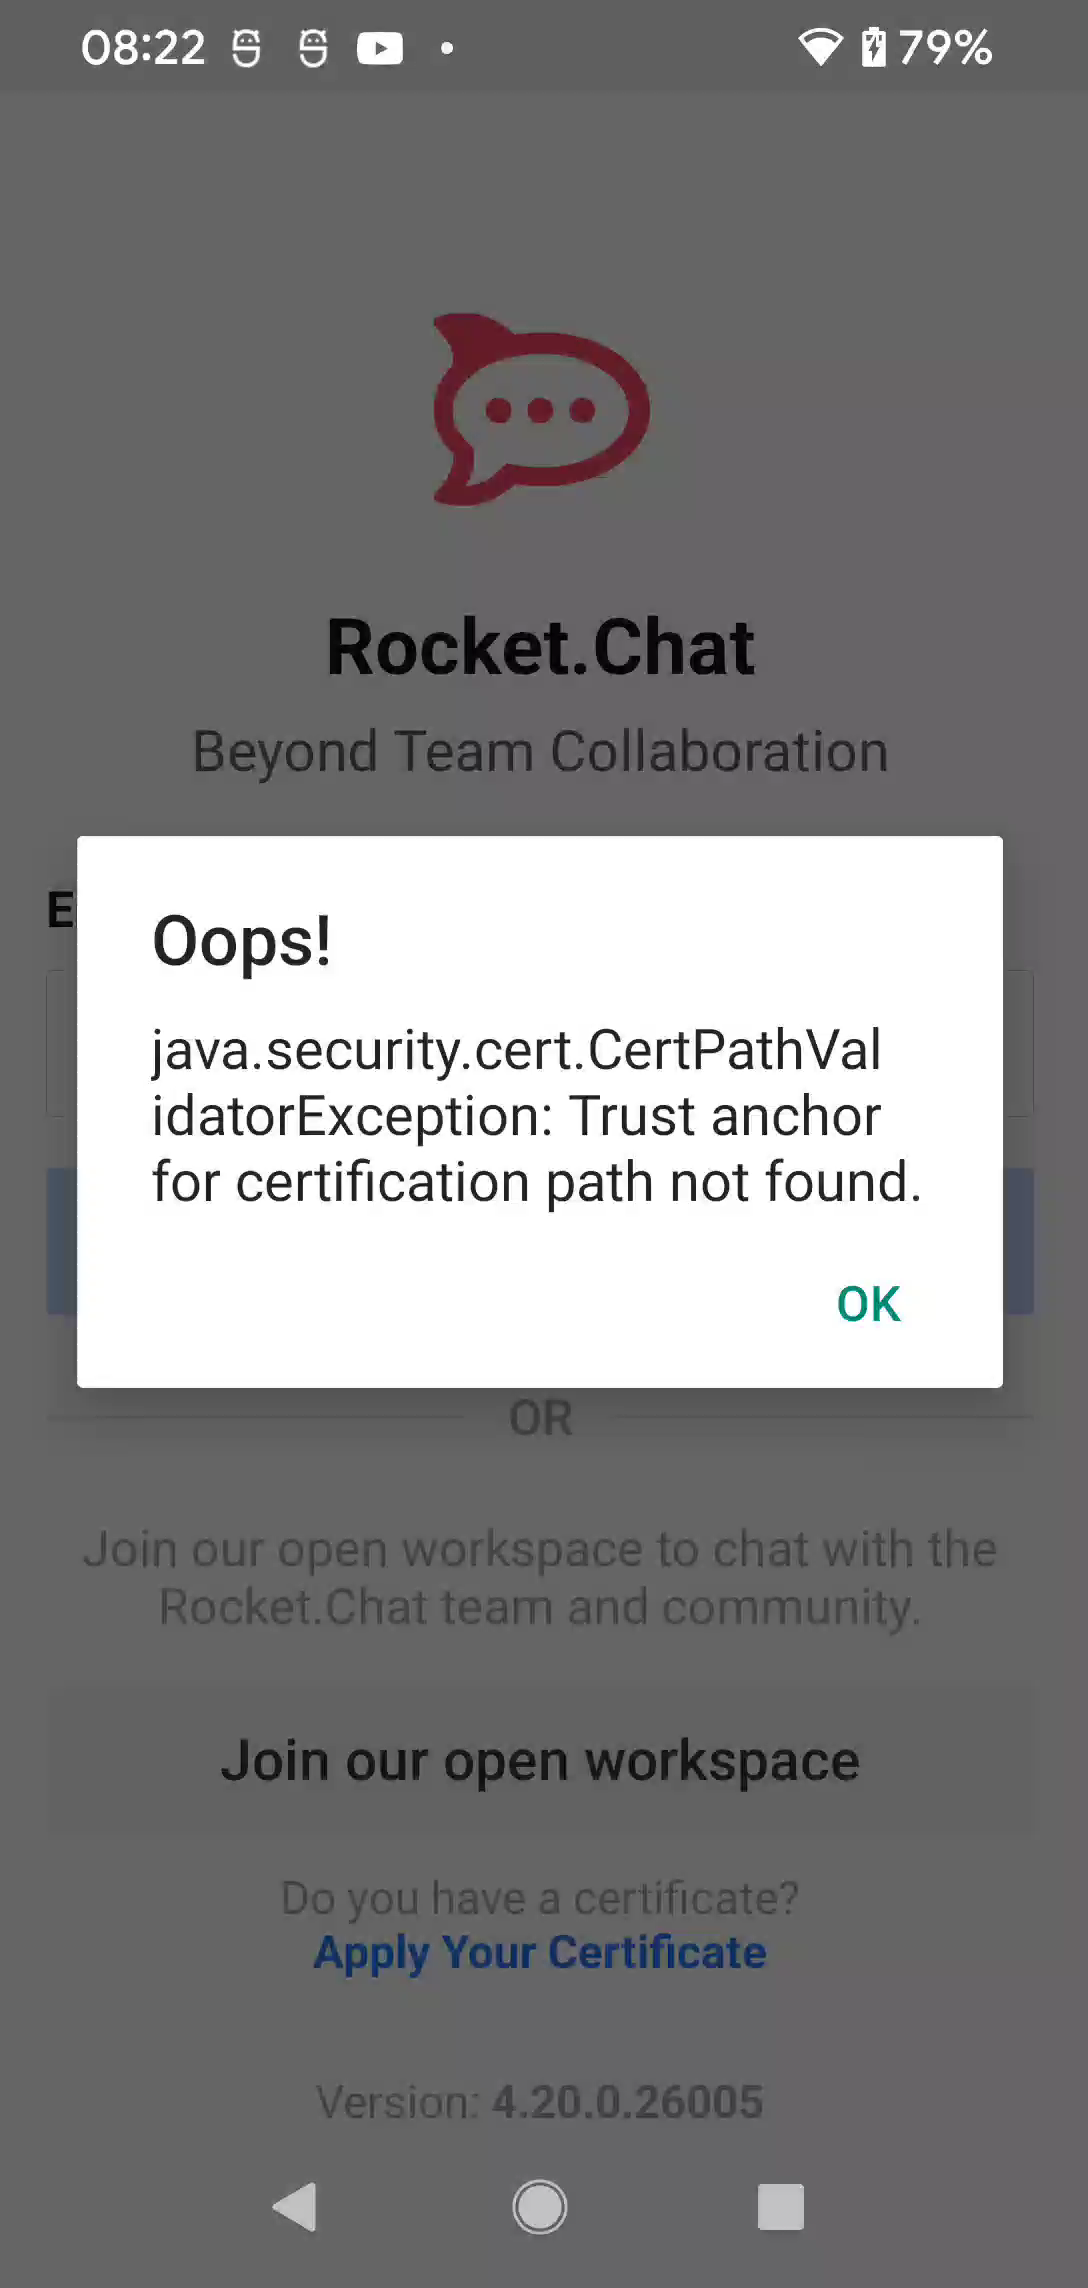 08:22
79%
Rocket.Chat
Beyond Team Collaboration
E
Oops!
java.security.cert.CertPathVal
idatorException: Trust anchor
for certification path not found.
OK
OR
Join our open workspace to chat with the
Rocket.Chat team and community.
Join our open workspace
Do you have a certificate?
Apply Your Certificate
Version: 4.20.0.26005